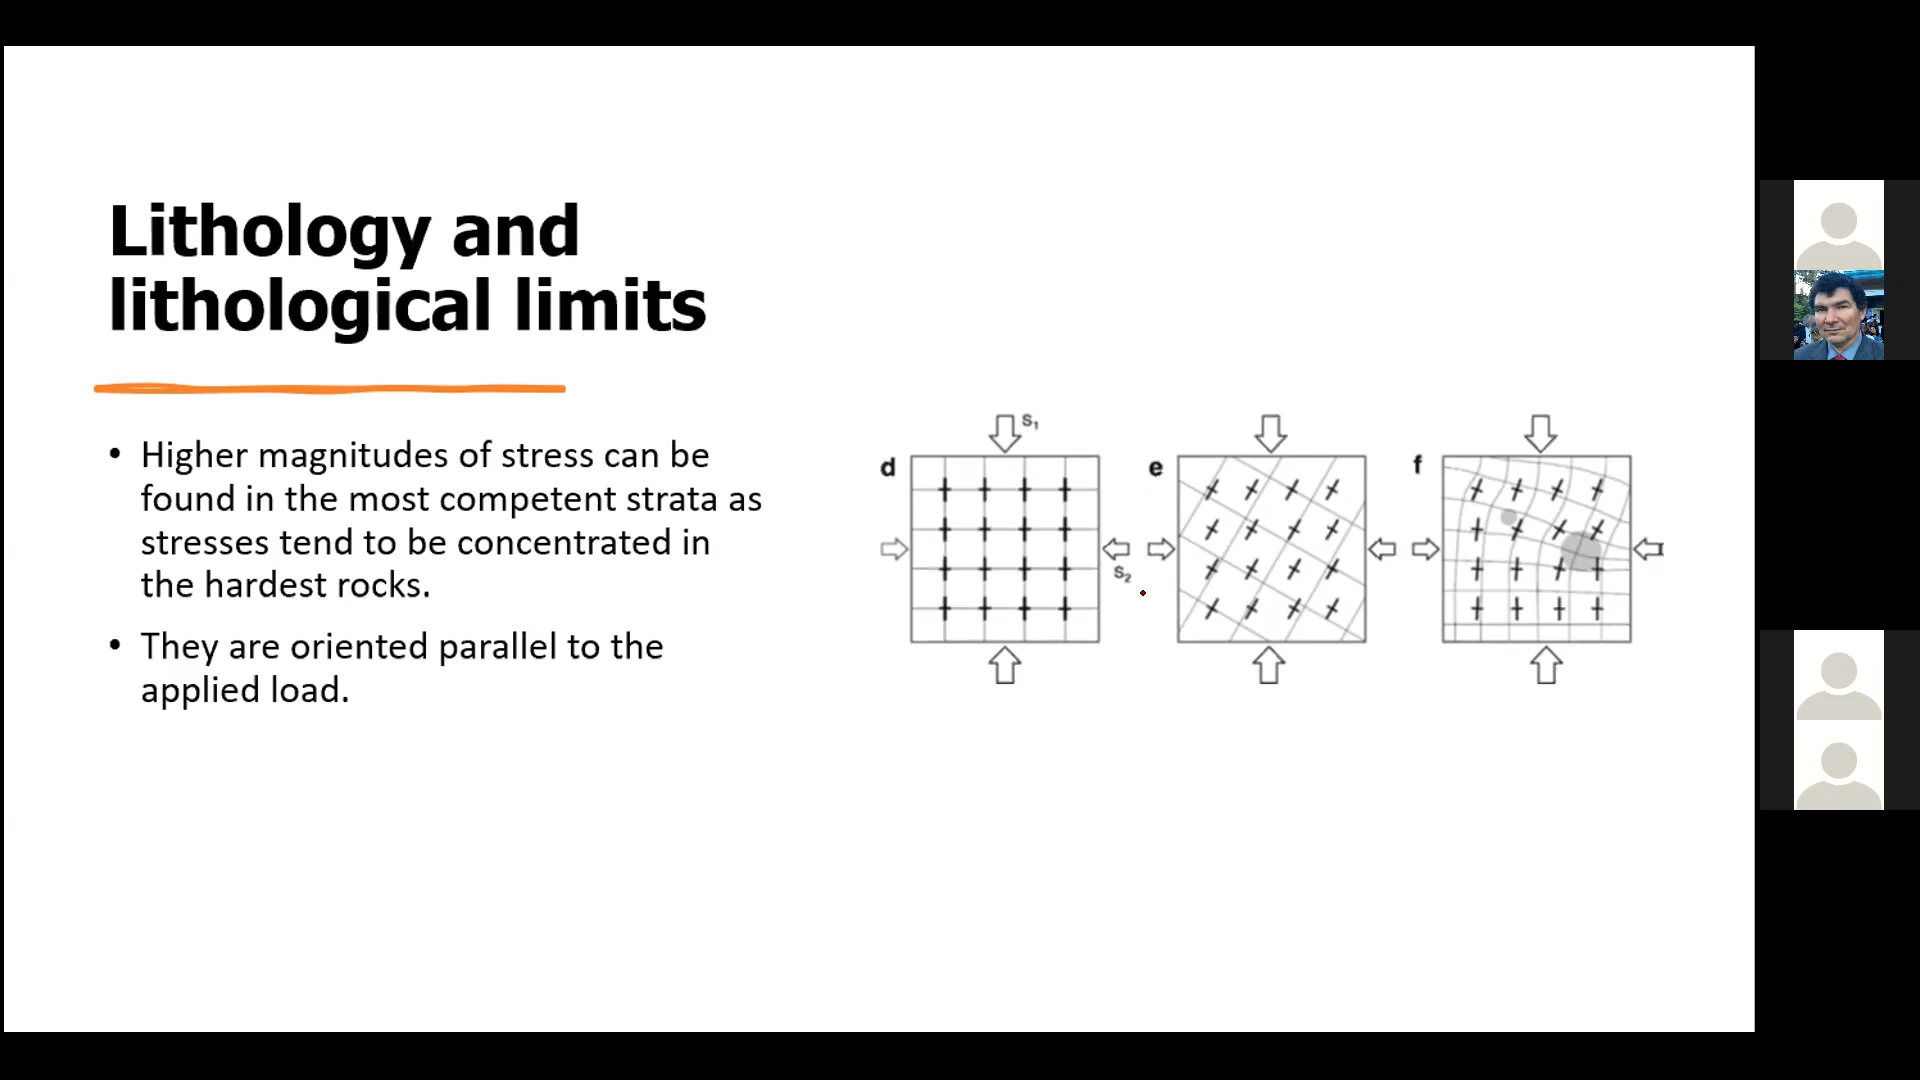 Lithology and
lithological limits
• Higher magnitudes of stress can be
found in the most competent strata as
stresses tend to be concentrated in
the hardest rocks.
• They are oriented parallel to the
applied load.
S1
d
e
f
S2